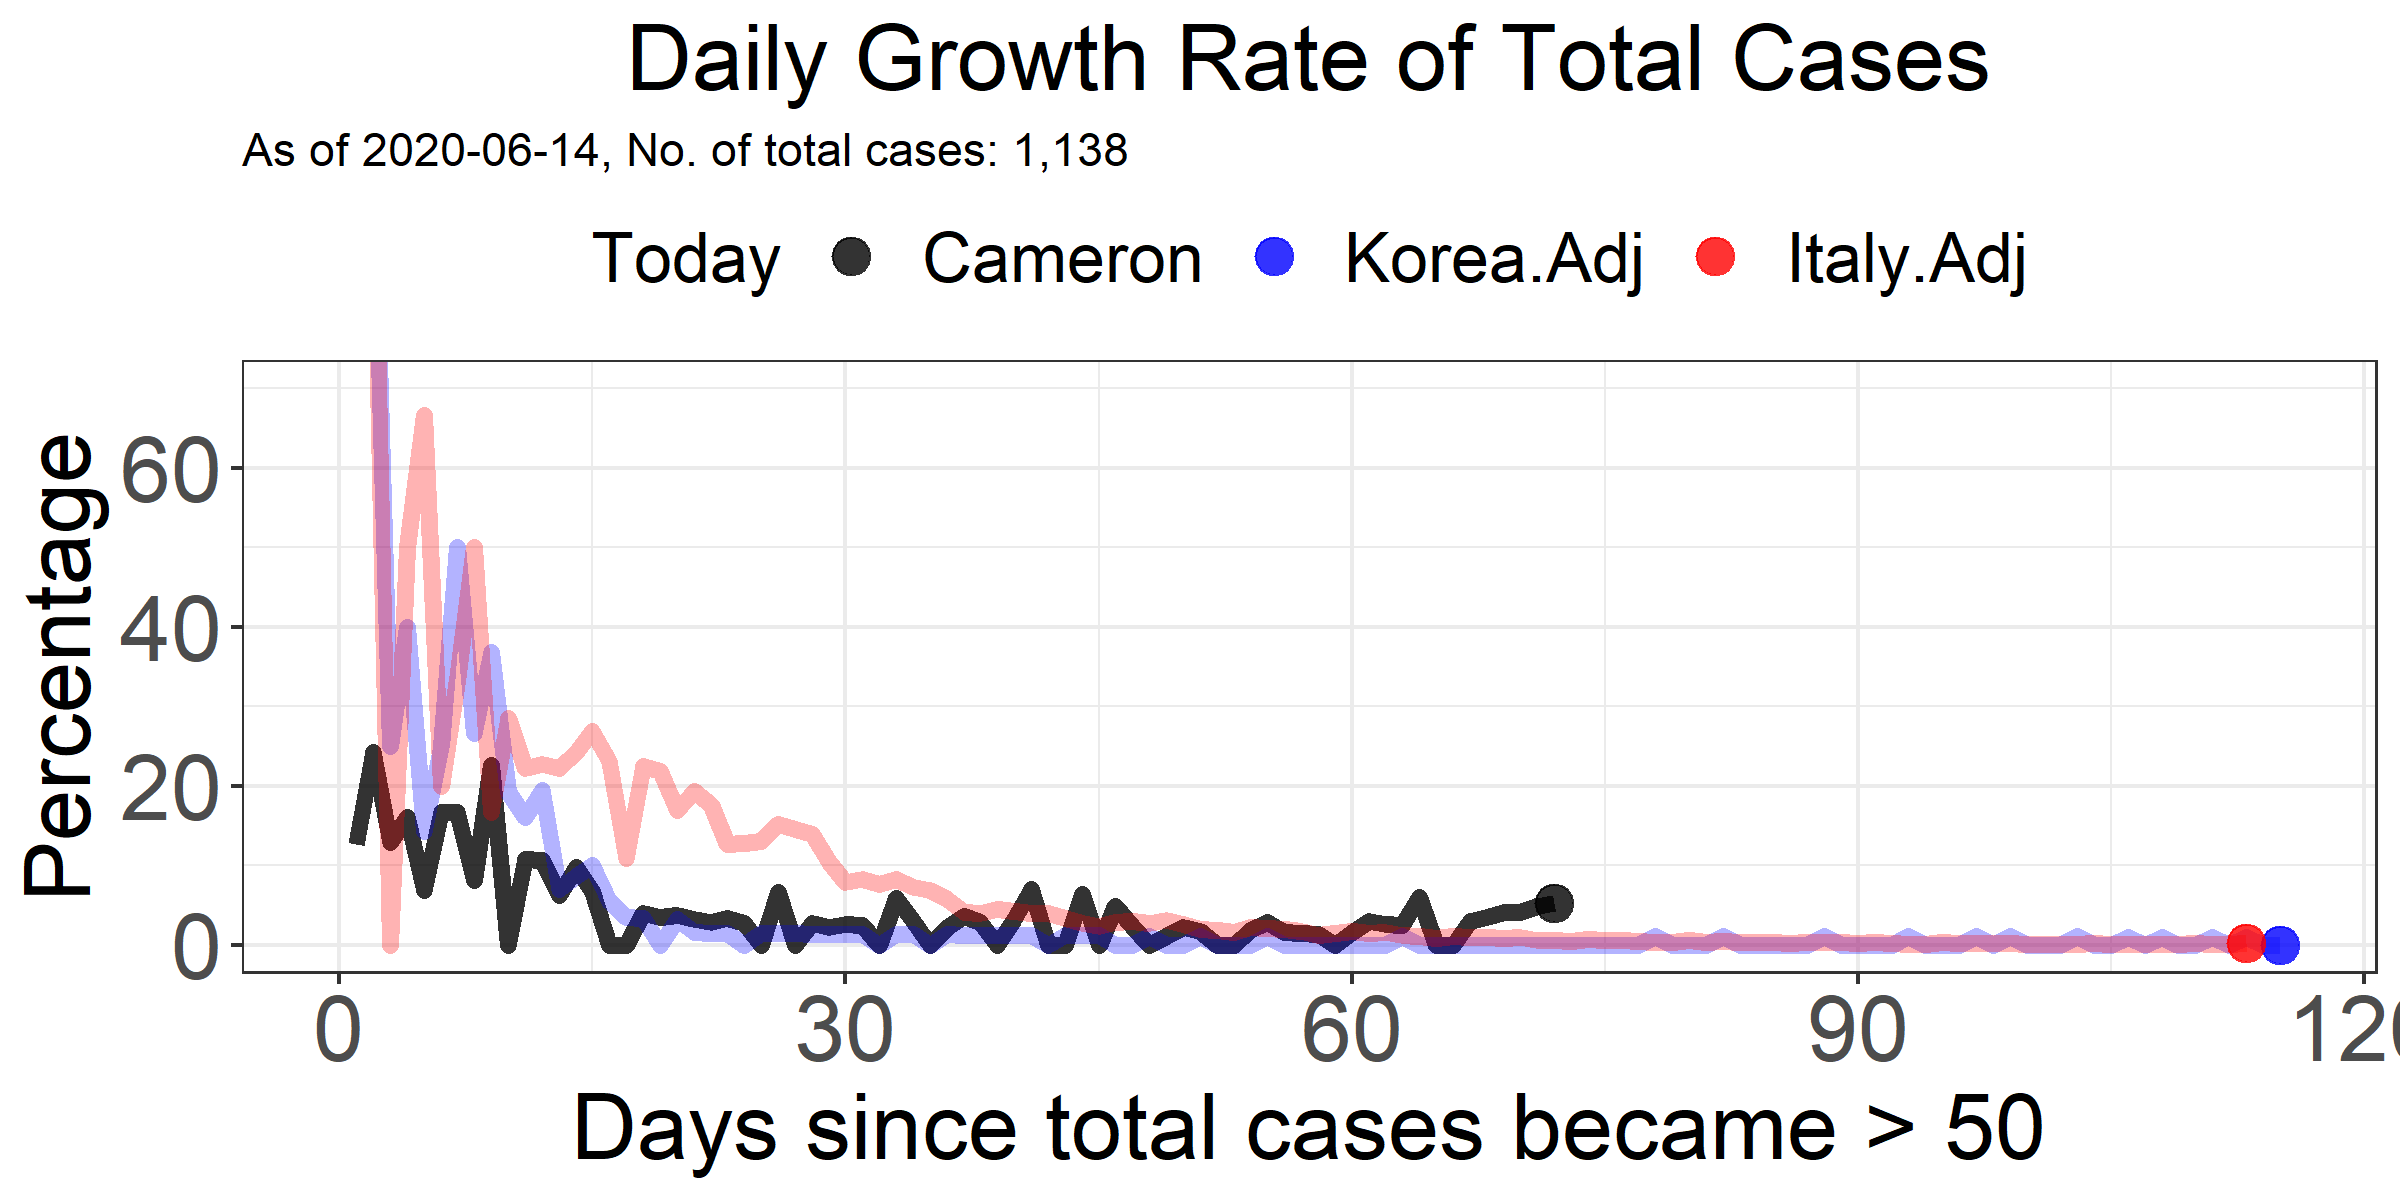 Daily Growth Rate of Total Cases
As of 2020-06-14, No. of total cases: 1,138
Today Cameron Korea.Adj Italy.Adj
Percentage
60
40
20
0
0 30 60 90 120
Days since total cases became > 50